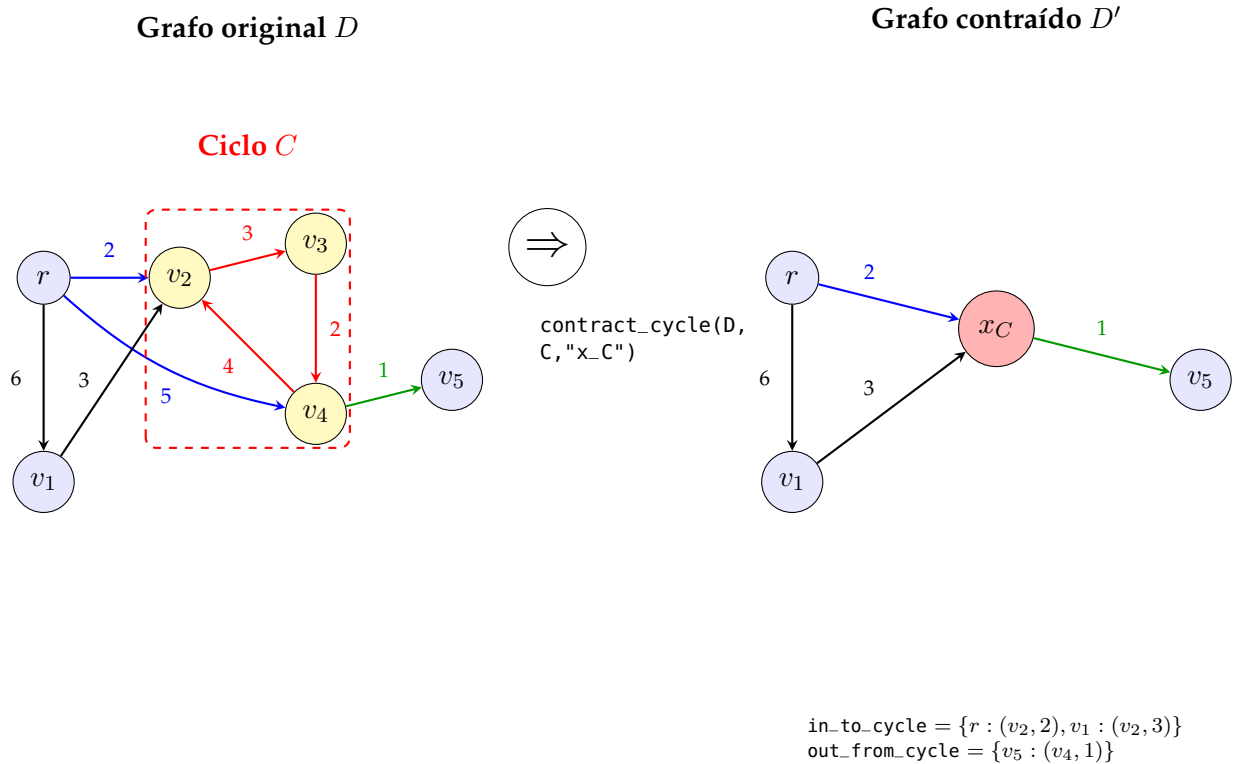 Grafo original D
Grafo contraído D′
Ciclo C
r
2
v₂
3
v₃
2
4
5
v₄
1
v₅
6
3
v₁
⇒
contract_cycle(D,
C,"x_C")
r
2
x_C
1
v₅
6
3
v₁
in_to_cycle = {r : (v₂, 2), v₁ : (v₂, 3)}
out_from_cycle = {v₅ : (v₄, 1)}